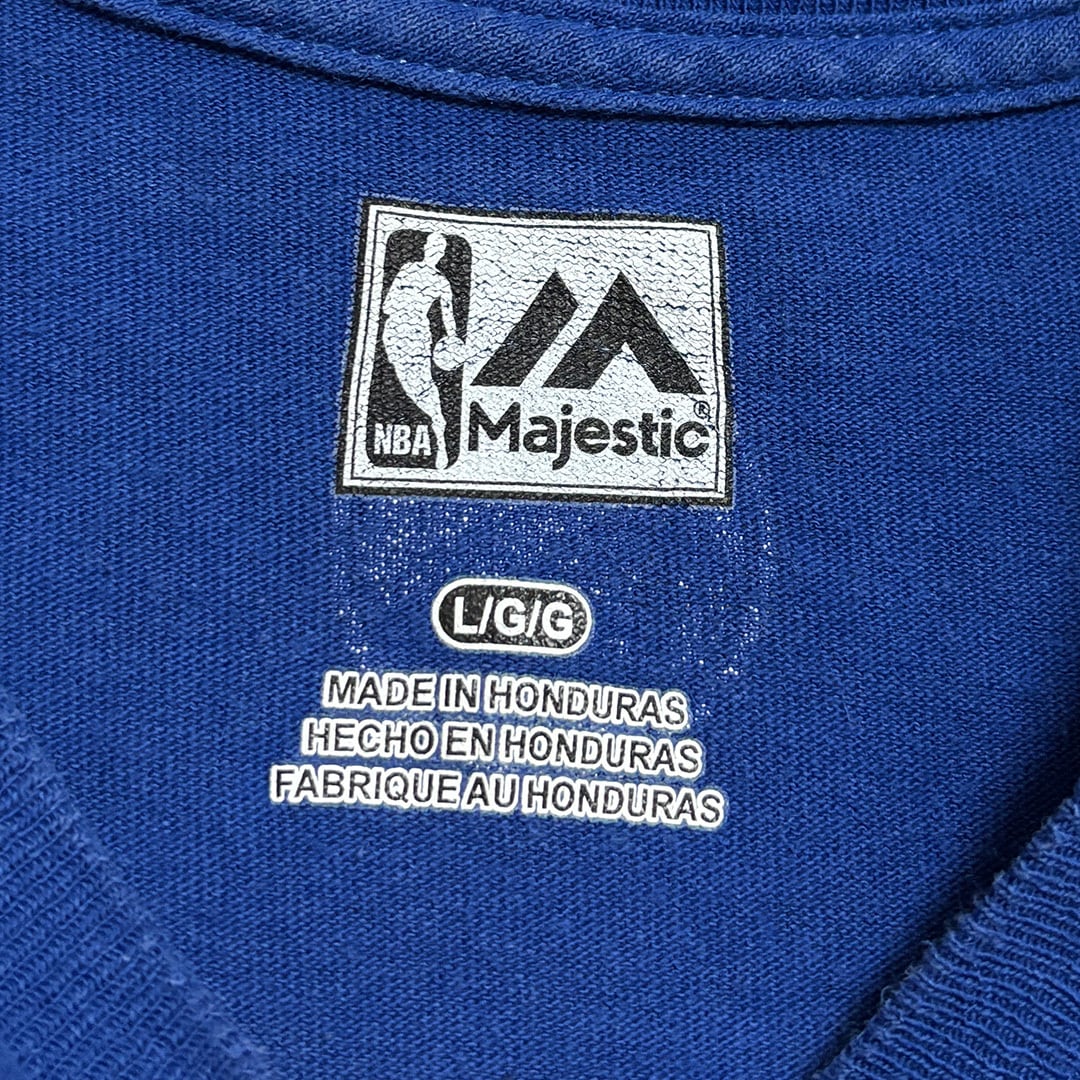 NBA
Majestic®
L/G/G
MADE IN HONDURAS
HECHO EN HONDURAS
FABRIQUE AU HONDURAS